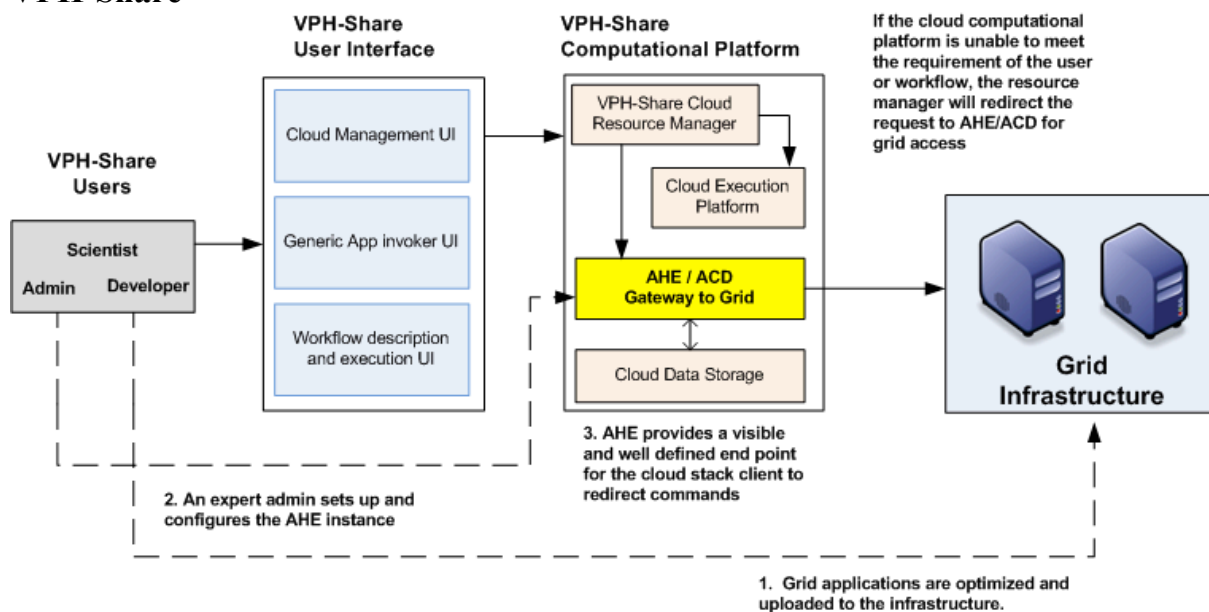 VPH-Share
VPH-Share
User Interface
VPH-Share
Computational Platform
If the cloud computational
platform is unable to meet
the requirement of the user
or workflow, the resource
manager will redirect the
request to AHE/ACD for
grid access
VPH-Share
Users
Scientist
Admin
Developer
Cloud Management UI
Generic App invoker UI
Workflow description
and execution UI
VPH-Share Cloud
Resource Manager
Cloud Execution
Platform
AHE / ACD
Gateway to Grid
Cloud Data Storage
Grid
Infrastructure
3. AHE provides a visible
and well defined end point
for the cloud stack client to
redirect commands
2. An expert admin sets up and
configures the AHE instance
1. Grid applications are optimized and
uploaded to the infrastructure.